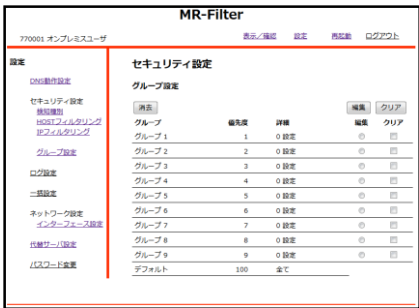 MR-Filter
770001 オンプレミスユーザ
表示／確認 設定 再起動 ログアウト
設定
DNS動作設定
セキュリティ設定
検知種別
HOSTフィルタリング
IPフィルタリング
グループ設定
ログ設定
一括設定
ネットワーク設定
インターフェース設定
代替サーバ設定
パスワード変更
セキュリティ設定
グループ設定
消去 編集 クリア
グループ 優先度 詳細 編集 クリア
グループ 1 1 0 設定
グループ 2 2 0 設定
グループ 3 3 0 設定
グループ 4 4 0 設定
グループ 5 5 0 設定
グループ 6 6 0 設定
グループ 7 7 0 設定
グループ 8 8 0 設定
グループ 9 9 0 設定
デフォルト 100 全て